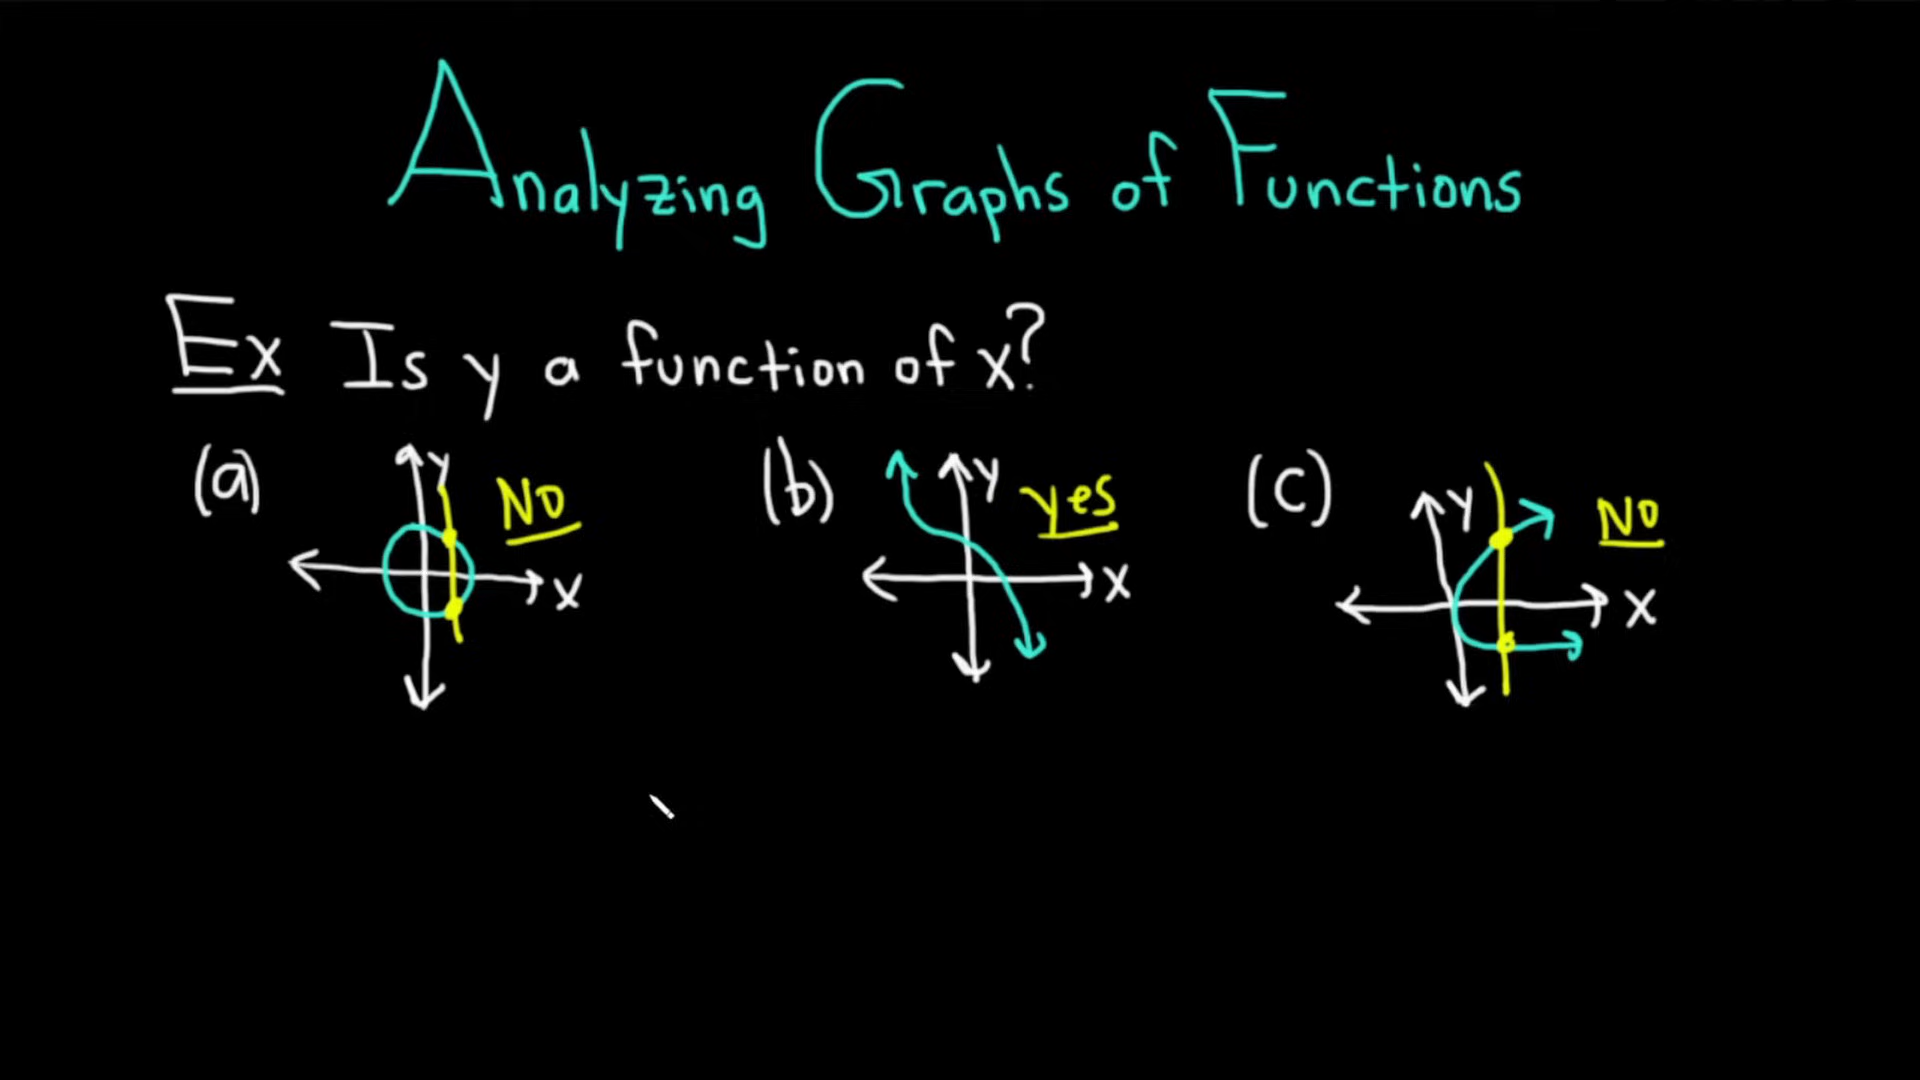 Analyzing Graphs of Functions
Ex Is y a function of x?
(a) y No x
(b) y yes x
(c) y No x